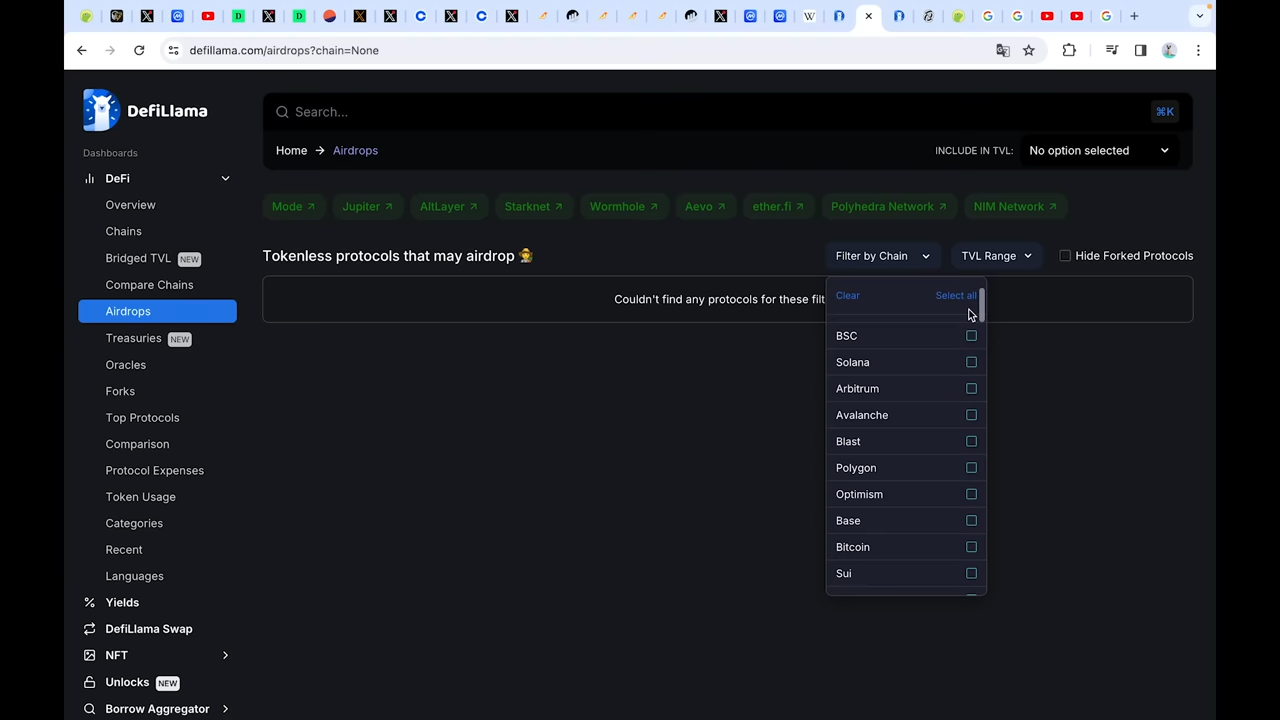 defillama.com/airdrops?chain=None
DefiLlama
Search...
⌘K
Home → Airdrops
INCLUDE IN TVL: No option selected
Dashboards
DeFi
Overview
Chains
Bridged TVL NEW
Compare Chains
Airdrops
Treasuries NEW
Oracles
Forks
Top Protocols
Comparison
Protocol Expenses
Token Usage
Categories
Recent
Languages
Yields
DefiLlama Swap
NFT
Unlocks NEW
Borrow Aggregator
Mode ↗ Jupiter ↗ AltLayer ↗ Starknet ↗ Wormhole ↗ Aevo ↗ ether.fi ↗ Polyhedra Network ↗ NIM Network ↗
Tokenless protocols that may airdrop
Filter by Chain
TVL Range
Hide Forked Protocols
Couldn't find any protocols for these
Clear
Select all
BSC
Solana
Arbitrum
Avalanche
Blast
Polygon
Optimism
Base
Bitcoin
Sui